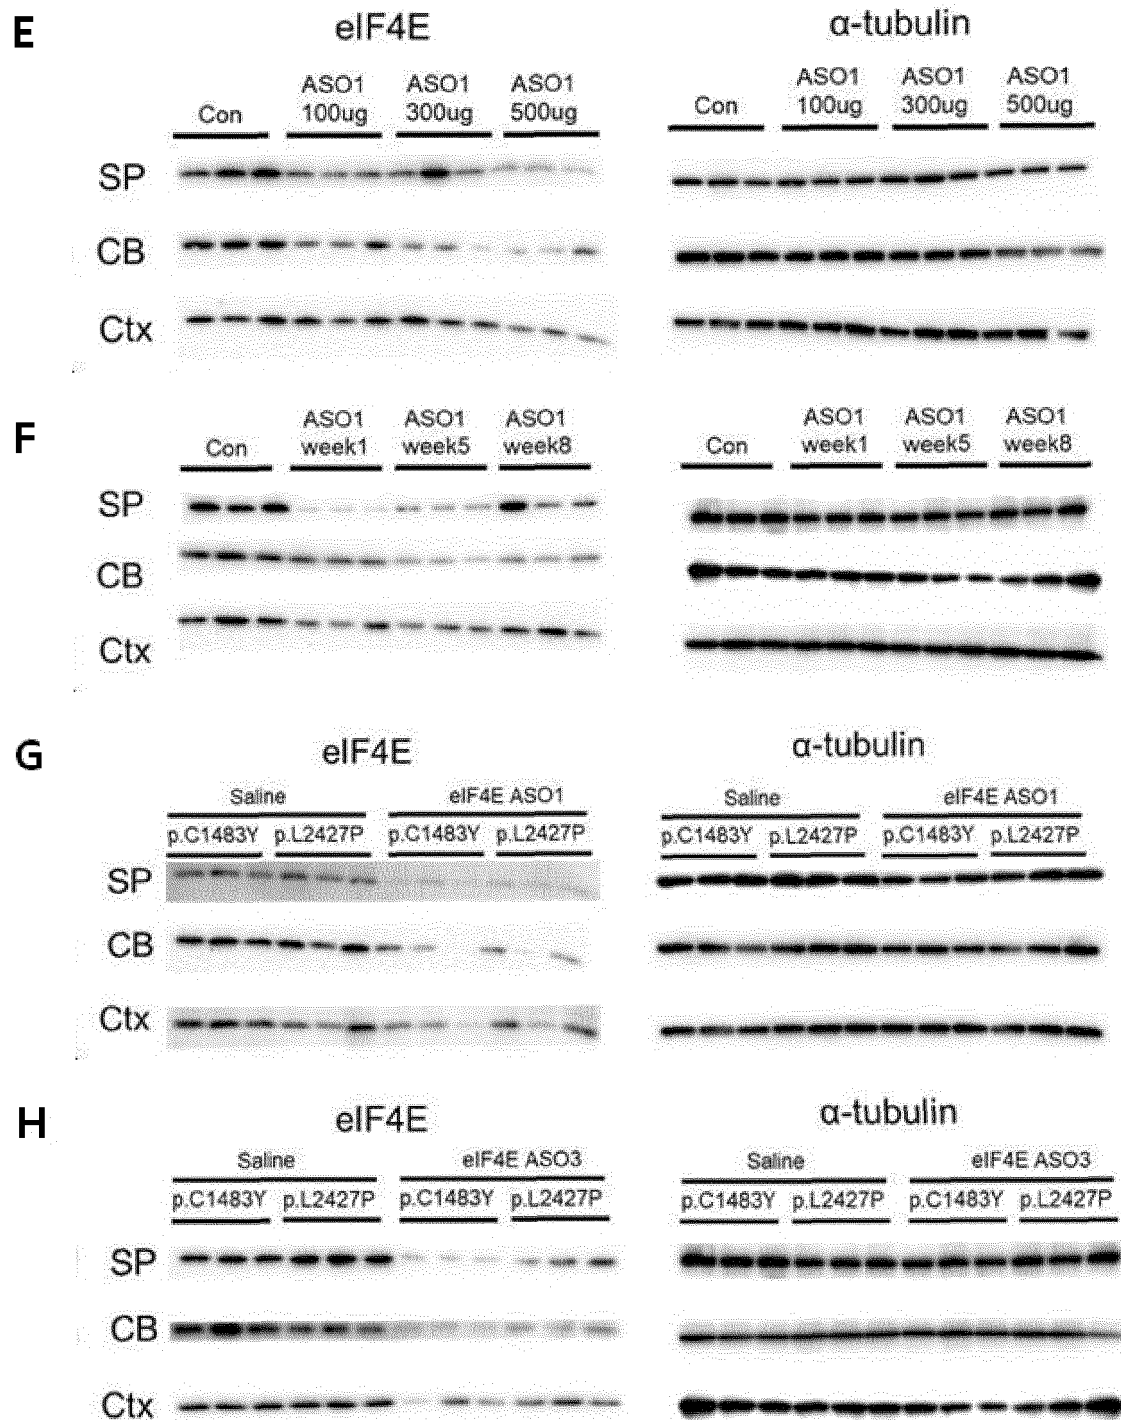 E
eIF4E
α-tubulin
Con
ASO1 100ug
ASO1 300ug
ASO1 500ug
Con
ASO1 100ug
ASO1 300ug
ASO1 500ug
SP
CB
Ctx
F
Con
ASO1 week1
ASO1 week5
ASO1 week8
Con
ASO1 week1
ASO1 week5
ASO1 week8
SP
CB
Ctx
G
eIF4E
α-tubulin
Saline
eIF4E ASO1
Saline
eIF4E ASO1
p.C1483Y
p.L2427P
p.C1483Y
p.L2427P
p.C1483Y
p.L2427P
p.C1483Y
p.L2427P
SP
CB
Ctx
H
eIF4E
α-tubulin
Saline
eIF4E ASO3
Saline
eIF4E ASO3
p.C1483Y
p.L2427P
p.C1483Y
p.L2427P
p.C1483Y
p.L2427P
p.C1483Y
p.L2427P
SP
CB
Ctx